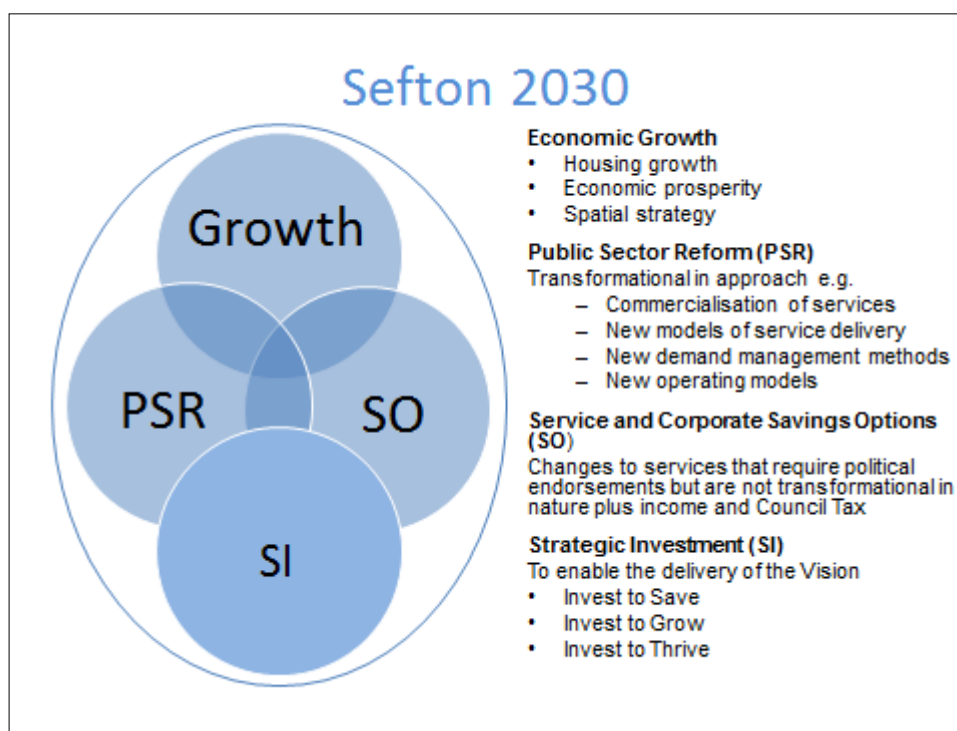 Sefton 2030
Growth
PSR
SO
SI
Economic Growth
• Housing growth
• Economic prosperity
• Spatial strategy
Public Sector Reform (PSR)
Transformational in approach e.g.
– Commercialisation of services
– New models of service delivery
– New demand management methods
– New operating models
Service and Corporate Savings Options
(SO)
Changes to services that require political
endorsements but are not transformational in
nature plus income and Council Tax
Strategic Investment (SI)
To enable the delivery of the Vision
• Invest to Save
• Invest to Grow
• Invest to Thrive